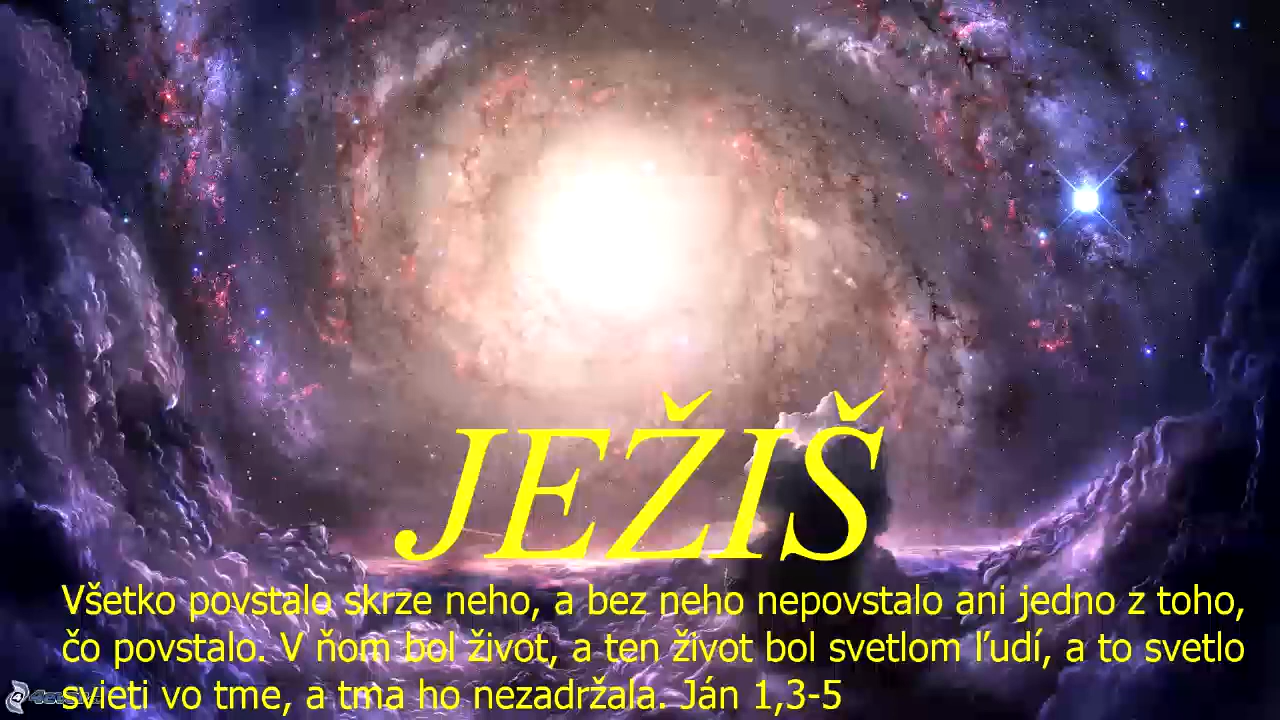 JEŽIŠ
Všetko povstalo skrze neho, a bez neho nepovstalo ani jedno z toho,
čo povstalo. V ňom bol život, a ten život bol svetlom ľudí, a to svetlo
svieti vo tme, a tma ho nezadržala. Ján 1,3-5